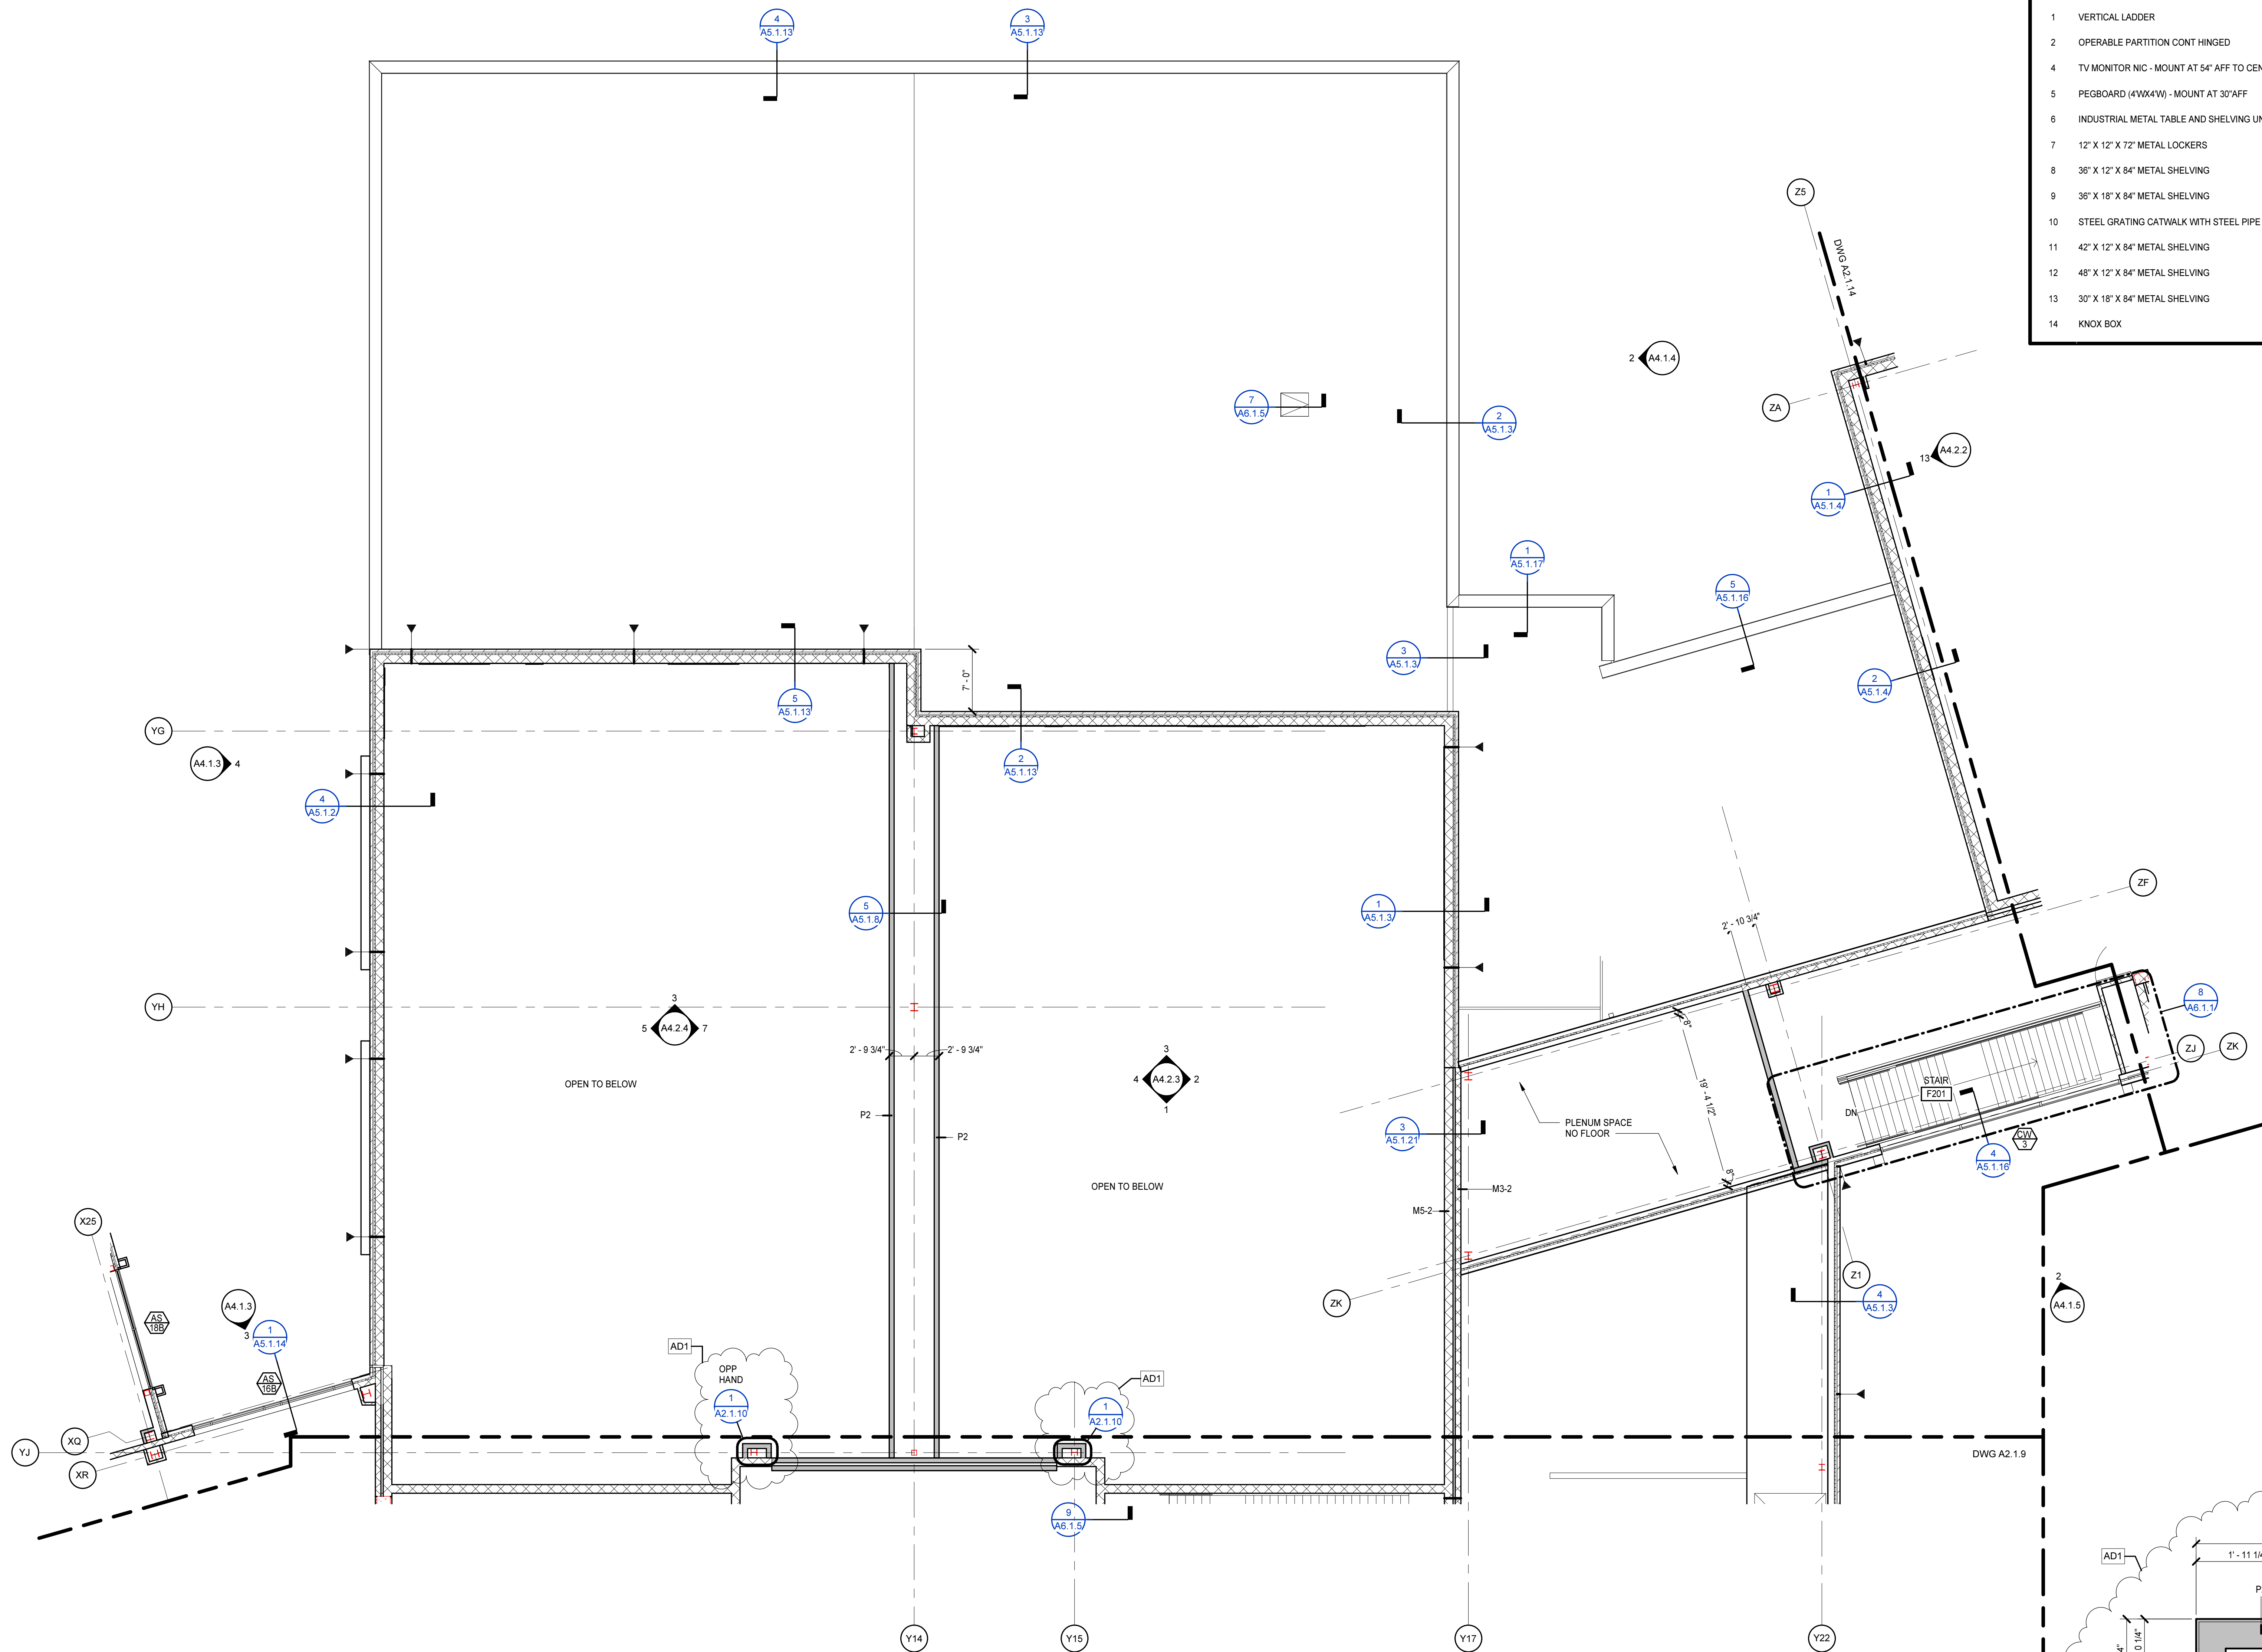 1 VERTICAL LADDER
2 OPERABLE PARTITION CONT HINGED
4 TV MONITOR NIC - MOUNT AT 54" AFF TO CEN
5 PEGBOARD (4'WX4'W) - MOUNT AT 30"AFF
6 INDUSTRIAL METAL TABLE AND SHELVING UN
7 12" X 12" X 72" METAL LOCKERS
8 36" X 12" X 84" METAL SHELVING
9 36" X 18" X 84" METAL SHELVING
10 STEEL GRATING CATWALK WITH STEEL PIPE
11 42" X 12" X 84" METAL SHELVING
12 48" X 12" X 84" METAL SHELVING
13 30" X 18" X 84" METAL SHELVING
14 KNOX BOX
4
A5.1.13
3
A5.1.13
Z5
DWG A2.1.14
2 A4.1.4
7
A6.1.5
2
A5.1.3
ZA
13 A4.2.2
1
A5.1.4
1
A5.1.17
5
A5.1.16
3
A5.1.3
2
A5.1.4
7' - 0"
5
A5.1.13
YG
A4.1.3 4
2
A5.1.13
4
A5.1.2
5
A5.1.8
1
A5.1.3
ZF
2' - 10 3/4"
YH
3
5 A4.2.4 7
2' - 9 3/4"
2' - 9 3/4"
3
4 A4.2.3 2
1
OPEN TO BELOW
8
A6.1.1
8"
19' - 4 1/2"
8"
ZJ
ZK
STAIR
F201
DN
P2
P2
PLENUM SPACE
NO FLOOR
3
A5.1.21
CW
3
4
A5.1.16
OPEN TO BELOW
M3-2
M5-2
X25
Z1
ZK
4
A5.1.3
2
A4.1.5
AS
18B
A4.1.3
3
1
A5.1.14
AS
16B
AD1
OPP
HAND
1
A2.1.10
AD1
1
A2.1.10
XQ
YJ
XR
DWG A2.1.9
9
A6.1.5
AD1
1' - 11 1/4
P
0 1/4"
4"
Y14
Y15
Y17
Y22